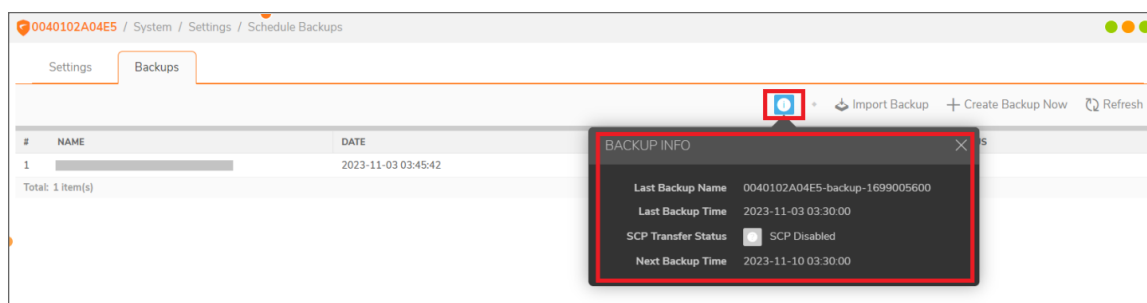 0040102A04E5 / System / Settings / Schedule Backups
Settings Backups
Import Backup Create Backup Now Refresh
# NAME DATE
1 2023-11-03 03:45:42
Total: 1 item(s)
BACKUP INFO
Last Backup Name 0040102A04E5-backup-1699005600
Last Backup Time 2023-11-03 03:30:00
SCP Transfer Status SCP Disabled
Next Backup Time 2023-11-10 03:30:00